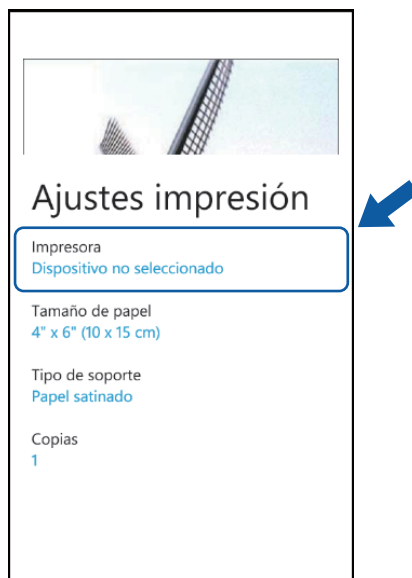 Ajustes impresión
Impresora
Dispositivo no seleccionado
Tamaño de papel
4" x 6" (10 x 15 cm)
Tipo de soporte
Papel satinado
Copias
1